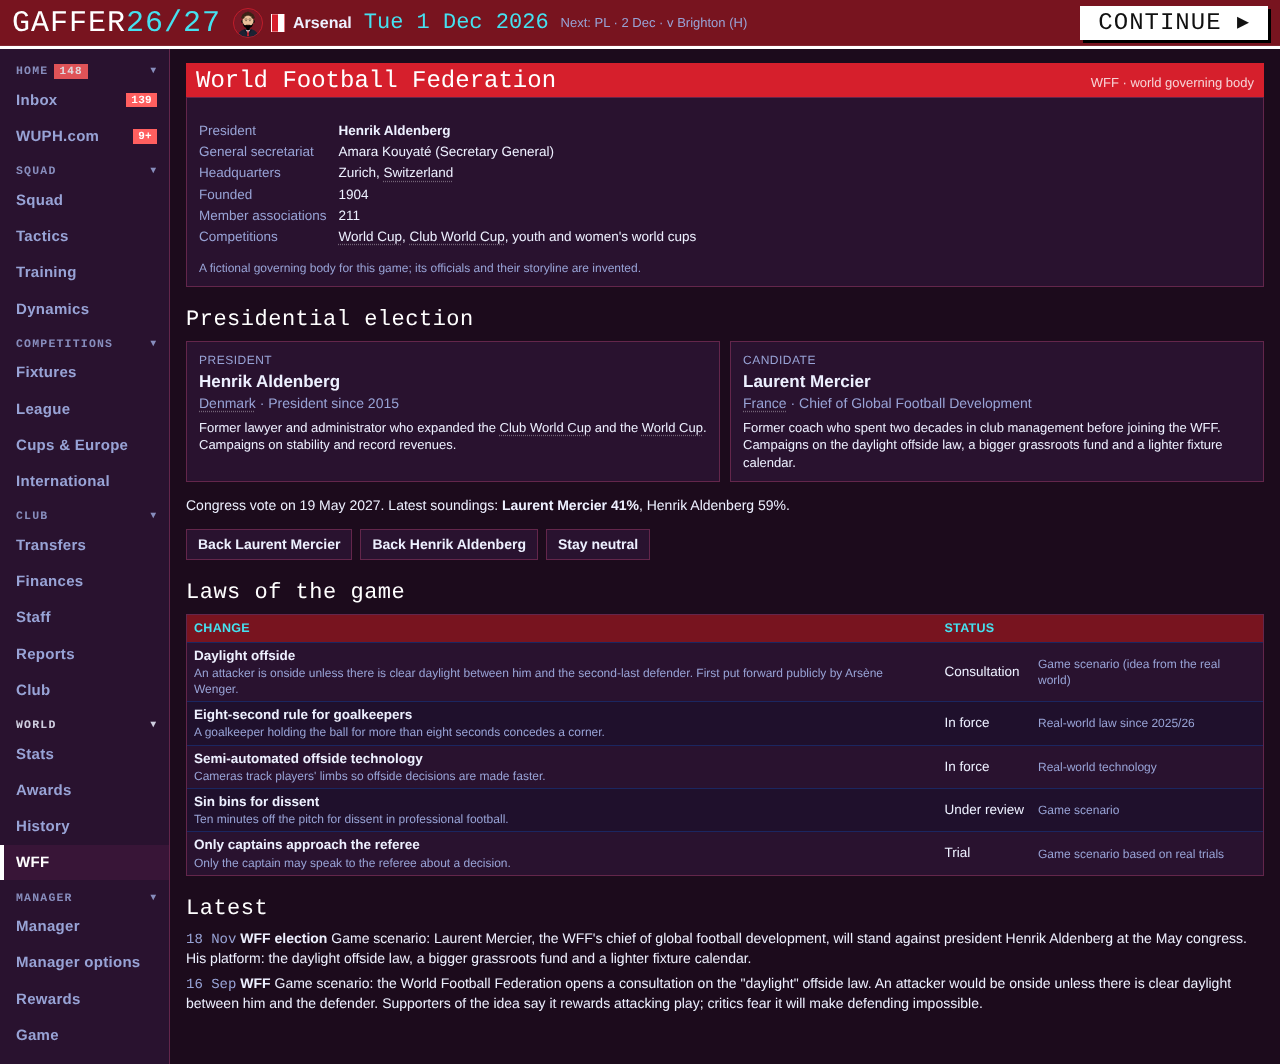 GAFFER26/27 Arsenal Tue 1 Dec 2026 Next: PL · 2 Dec · v Brighton (H) CONTINUE ►
HOME 148 ▼
Inbox 139
WUPH.com 9+
SQUAD ▼
Squad
Tactics
Training
Dynamics
COMPETITIONS ▼
Fixtures
League
Cups & Europe
International
CLUB ▼
Transfers
Finances
Staff
Reports
Club
WORLD ▼
Stats
Awards
History
WFF
MANAGER ▼
Manager
Manager options
Rewards
Game
World Football Federation WFF · world governing body
President Henrik Aldenberg
General secretariat Amara Kouyaté (Secretary General)
Headquarters Zurich, Switzerland
Founded 1904
Member associations 211
Competitions World Cup, Club World Cup, youth and women's world cups
A fictional governing body for this game; its officials and their storyline are invented.
Presidential election
PRESIDENT
Henrik Aldenberg
Denmark · President since 2015
Former lawyer and administrator who expanded the Club World Cup and the World Cup.
Campaigns on stability and record revenues.
CANDIDATE
Laurent Mercier
France · Chief of Global Football Development
Former coach who spent two decades in club management before joining the WFF.
Campaigns on the daylight offside law, a bigger grassroots fund and a lighter fixture
calendar.
Congress vote on 19 May 2027. Latest soundings: Laurent Mercier 41%, Henrik Aldenberg 59%.
Back Laurent Mercier Back Henrik Aldenberg Stay neutral
Laws of the game
CHANGE STATUS
Daylight offside
An attacker is onside unless there is clear daylight between him and the second-last defender. First put forward publicly by Arsène
Wenger.
Consultation
Game scenario (idea from the real
world)
Eight-second rule for goalkeepers
A goalkeeper holding the ball for more than eight seconds concedes a corner.
In force Real-world law since 2025/26
Semi-automated offside technology
Cameras track players' limbs so offside decisions are made faster.
In force Real-world technology
Sin bins for dissent
Ten minutes off the pitch for dissent in professional football.
Under review Game scenario
Only captains approach the referee
Only the captain may speak to the referee about a decision.
Trial Game scenario based on real trials
Latest
18 Nov WFF election Game scenario: Laurent Mercier, the WFF's chief of global football development, will stand against president Henrik Aldenberg at the May congress.
His platform: the daylight offside law, a bigger grassroots fund and a lighter fixture calendar.
16 Sep WFF Game scenario: the World Football Federation opens a consultation on the "daylight" offside law. An attacker would be onside unless there is clear daylight
between him and the defender. Supporters of the idea say it rewards attacking play; critics fear it will make defending impossible.